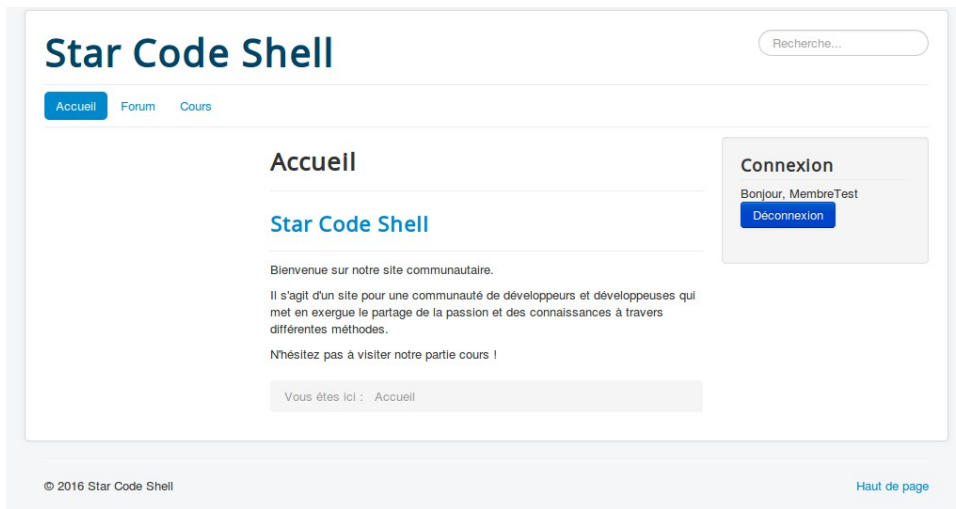 Star Code Shell
Recherche...
Accueil Forum Cours
Accueil
Star Code Shell
Bienvenue sur notre site communautaire.
Il s'agit d'un site pour une communauté de développeurs et développeuses qui
met en exergue le partage de la passion et des connaissances à travers
différentes méthodes.
N'hésitez pas à visiter notre partie cours !
Vous êtes ici : Accueil
Connexion
Bonjour, MembreTest
Déconnexion
© 2016 Star Code Shell
Haut de page